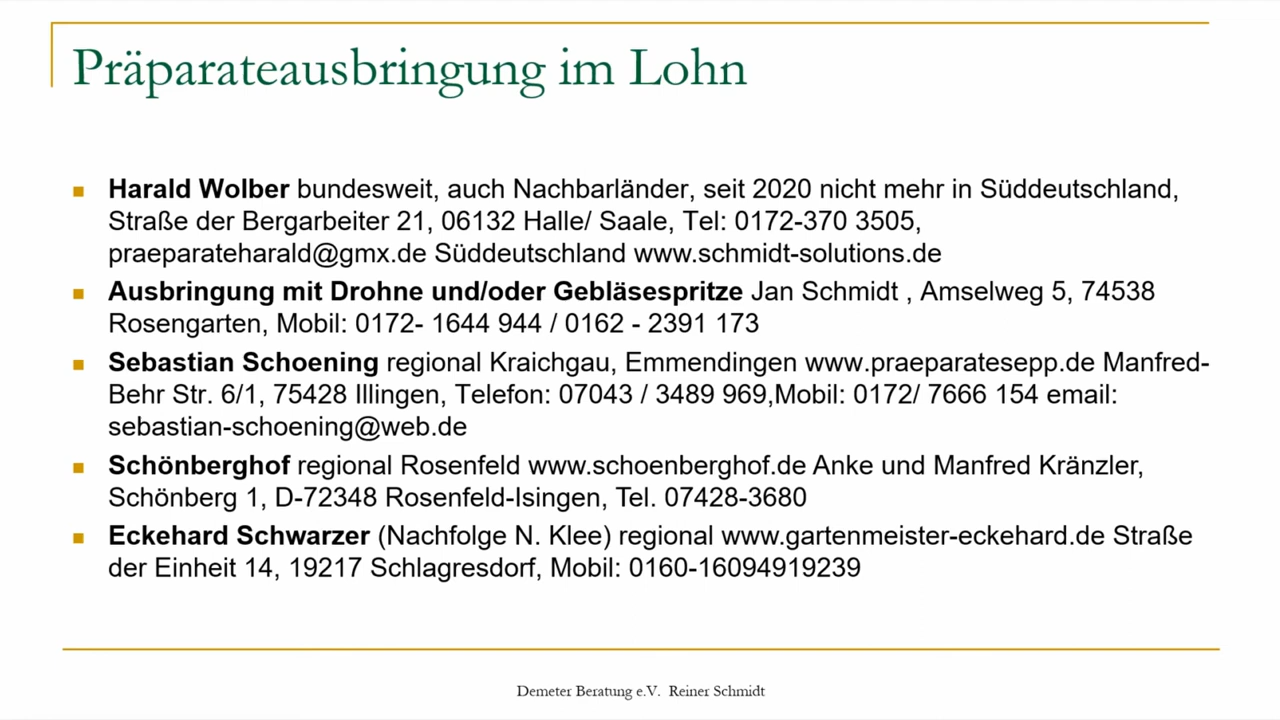 Präparateausbringung im Lohn
Harald Wolber bundesweit, auch Nachbarländer, seit 2020 nicht mehr in Süddeutschland,
Straße der Bergarbeiter 21, 06132 Halle/ Saale, Tel: 0172-370 3505,
praeparateharald@gmx.de Süddeutschland www.schmidt-solutions.de
Ausbringung mit Drohne und/oder Gebläsespritze Jan Schmidt , Amselweg 5, 74538
Rosengarten, Mobil: 0172- 1644 944 / 0162 - 2391 173
Sebastian Schoening regional Kraichgau, Emmendingen www.praeparatesepp.de Manfred-
Behr Str. 6/1, 75428 Illingen, Telefon: 07043 / 3489 969,Mobil: 0172/ 7666 154 email:
sebastian-schoening@web.de
Schönberghof regional Rosenfeld www.schoenberghof.de Anke und Manfred Kränzler,
Schönberg 1, D-72348 Rosenfeld-Isingen, Tel. 07428-3680
Eckehard Schwarzer (Nachfolge N. Klee) regional www.gartenmeister-eckehard.de Straße
der Einheit 14, 19217 Schlagresdorf, Mobil: 0160-16094919239
Demeter Beratung e.V. Reiner Schmidt